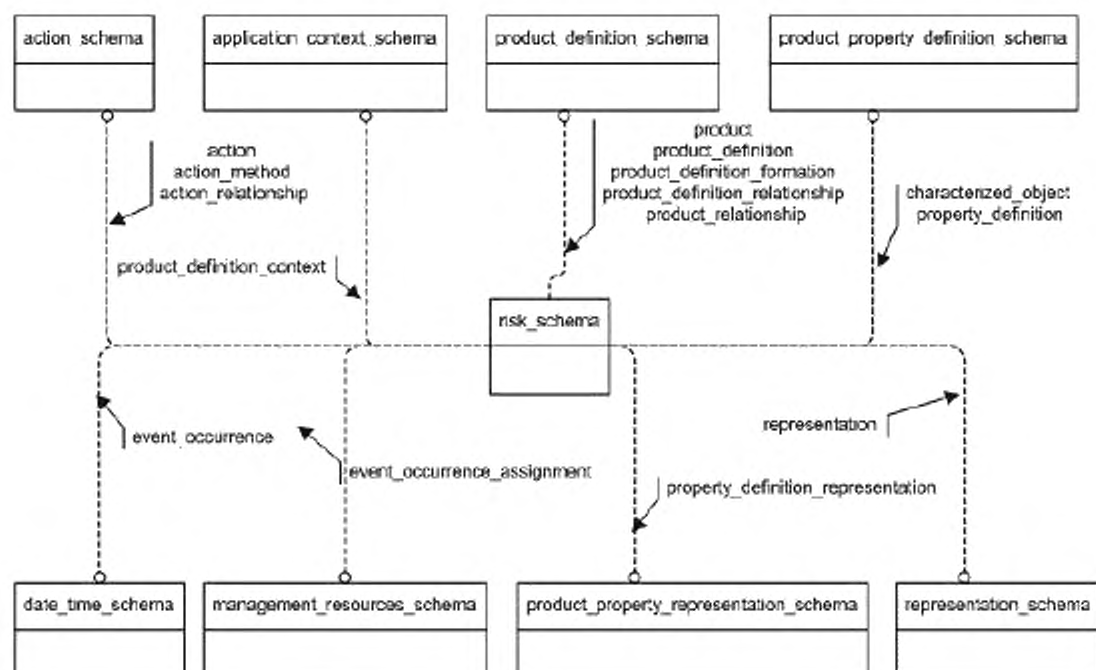 action_schema
application_context_schema
product_definition_schema
product_property_definition_schema
action
action_method
action_relationship
product
product_definition
product_definition_formation
product_definition_relationship
product_relationship
characterized_object
property_definition
product_definition_context
risk_schema
event_occurrence
representation
event_occurrence_assignment
property_definition_representation
date_time_schema
management_resources_schema
product_property_representation_schema
representation_schema